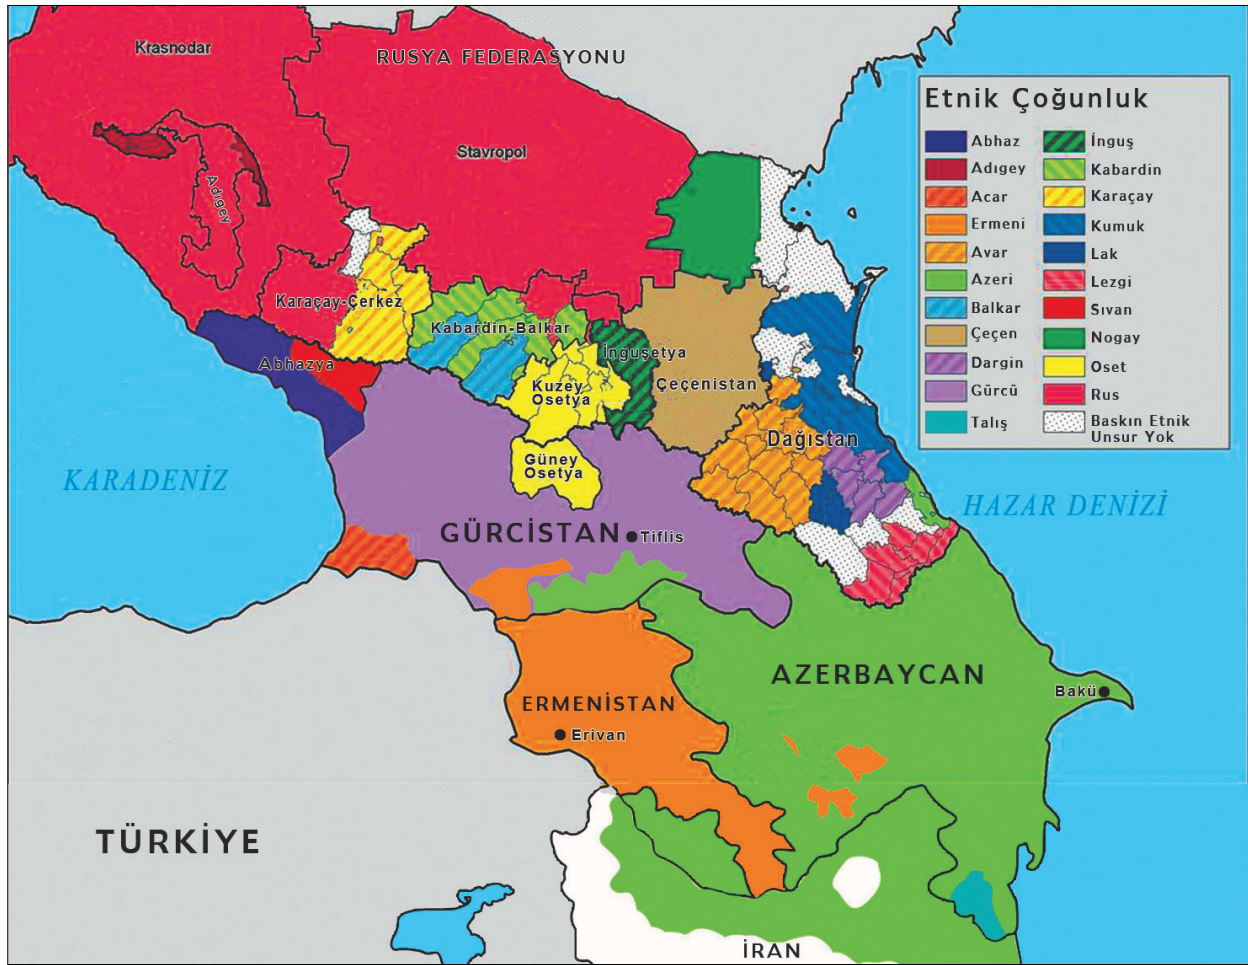 Krasnodar
RUSYA FEDERASYONU
Stavropol
Adıgey
Karaçay-Çerkez
Kabardin-Balkar
Abhazya
İnguşetya
Kuzey
Osetya
Çeçenistan
Güney
Osetya
Dağıstan
KARADENİZ
HAZAR DENİZİ
GÜRCİSTAN
Tiflis
AZERBAYCAN
Bakü
ERMENİSTAN
Erivan
TÜRKİYE
İRAN
Etnik Çoğunluk
Abhaz
Adıgey
Acar
Ermeni
Avar
Azeri
Balkar
Çeçen
Dargin
Gürcü
Talış
İnguş
Kabardin
Karaçay
Kumuk
Lak
Lezgi
Sıvan
Nogay
Oset
Rus
Baskın Etnik
Unsur Yok